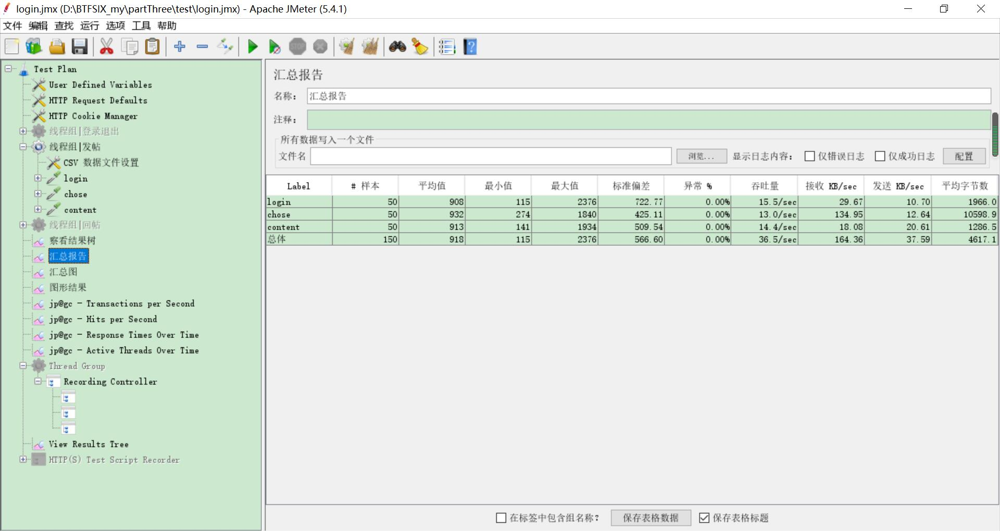 login.jmx (D:\BTFSIX_my\partThree\test\login.jmx) - Apache JMeter (5.4.1)
文件 编辑 查找 运行 选项 工具 帮助
STOP
Test Plan
User Defined Variables
HTTP Request Defaults
HTTP Cookie Manager
线程组|登录退出
线程组|发帖
CSV 数据文件设置
login
chose
content
线程组|回帖
察看结果树
汇总报告
汇总图
图形结果
jp@gc - Transactions per Second
jp@gc - Hits per Second
jp@gc - Response Times Over Time
jp@gc - Active Threads Over Time
Thread Group
Recording Controller
View Results Tree
HTTP(S) Test Script Recorder
汇总报告
名称: 汇总报告
注释:
所有数据写入一个文件
文件名 浏览... 显示日志内容: 仅错误日志 仅成功日志 配置
Label # 样本 平均值 最小值 最大值 标准偏差 异常 % 吞吐量 接收 KB/sec 发送 KB/sec 平均字节数
login 50 908 115 2376 722.77 0.00% 15.5/sec 29.67 10.70 1966.0
chose 50 932 274 1840 425.11 0.00% 13.0/sec 134.95 12.64 10598.9
content 50 913 141 1934 509.54 0.00% 14.4/sec 18.08 20.61 1286.5
总体 150 918 115 2376 566.60 0.00% 36.5/sec 164.36 37.59 4617.1
在标签中包含组名称? 保存表格数据 保存表格标题